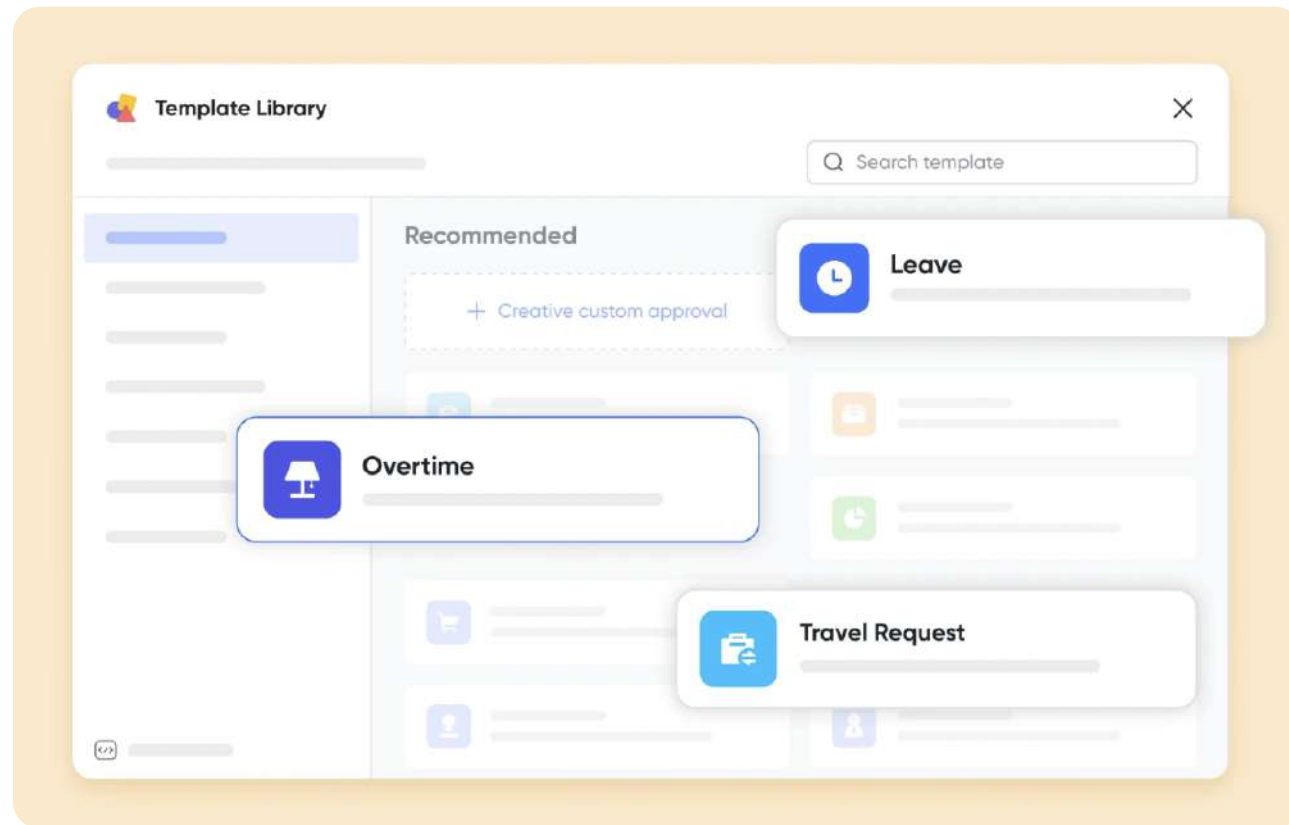 Template Library
Search template
Recommended
Leave
+ Creative custom approval
Overtime
Travel Request